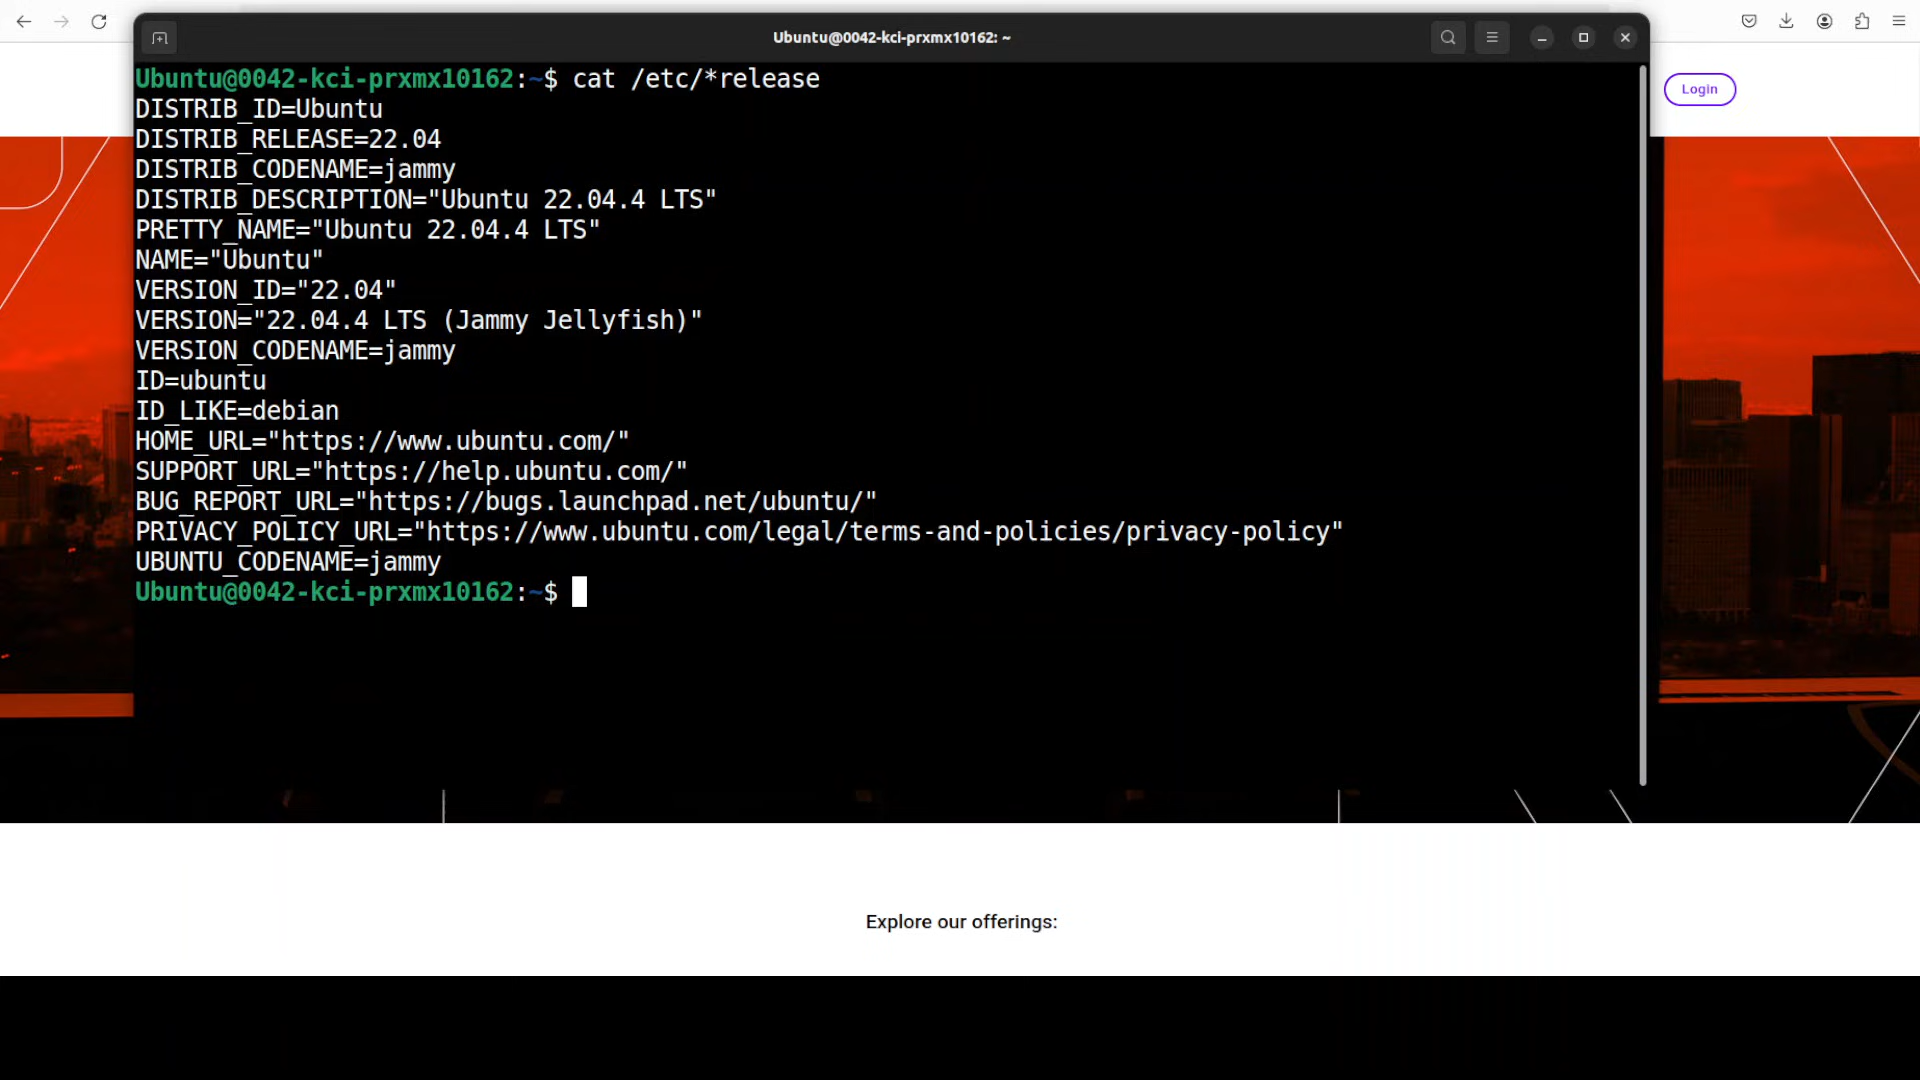 Ubuntu@0042-kci-prxmx10162: ~
Ubuntu@0042-kci-prxmx10162:~$ cat /etc/*release
DISTRIB_ID=Ubuntu
DISTRIB_RELEASE=22.04
DISTRIB_CODENAME=jammy
DISTRIB_DESCRIPTION="Ubuntu 22.04.4 LTS"
PRETTY_NAME="Ubuntu 22.04.4 LTS"
NAME="Ubuntu"
VERSION_ID="22.04"
VERSION="22.04.4 LTS (Jammy Jellyfish)"
VERSION_CODENAME=jammy
ID=ubuntu
ID_LIKE=debian
HOME_URL="https://www.ubuntu.com/"
SUPPORT_URL="https://help.ubuntu.com/"
BUG_REPORT_URL="https://bugs.launchpad.net/ubuntu/"
PRIVACY_POLICY_URL="https://www.ubuntu.com/legal/terms-and-policies/privacy-policy"
UBUNTU_CODENAME=jammy
Ubuntu@0042-kci-prxmx10162:~$
Login
Explore our offerings: